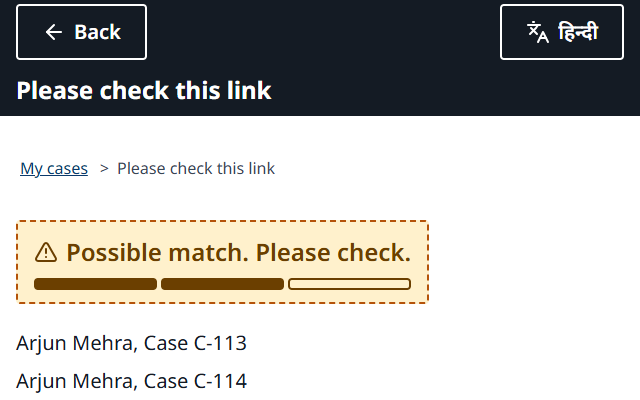 Back
हिन्दी
Please check this link
My cases > Please check this link
Possible match. Please check.
Arjun Mehra, Case C-113
Arjun Mehra, Case C-114